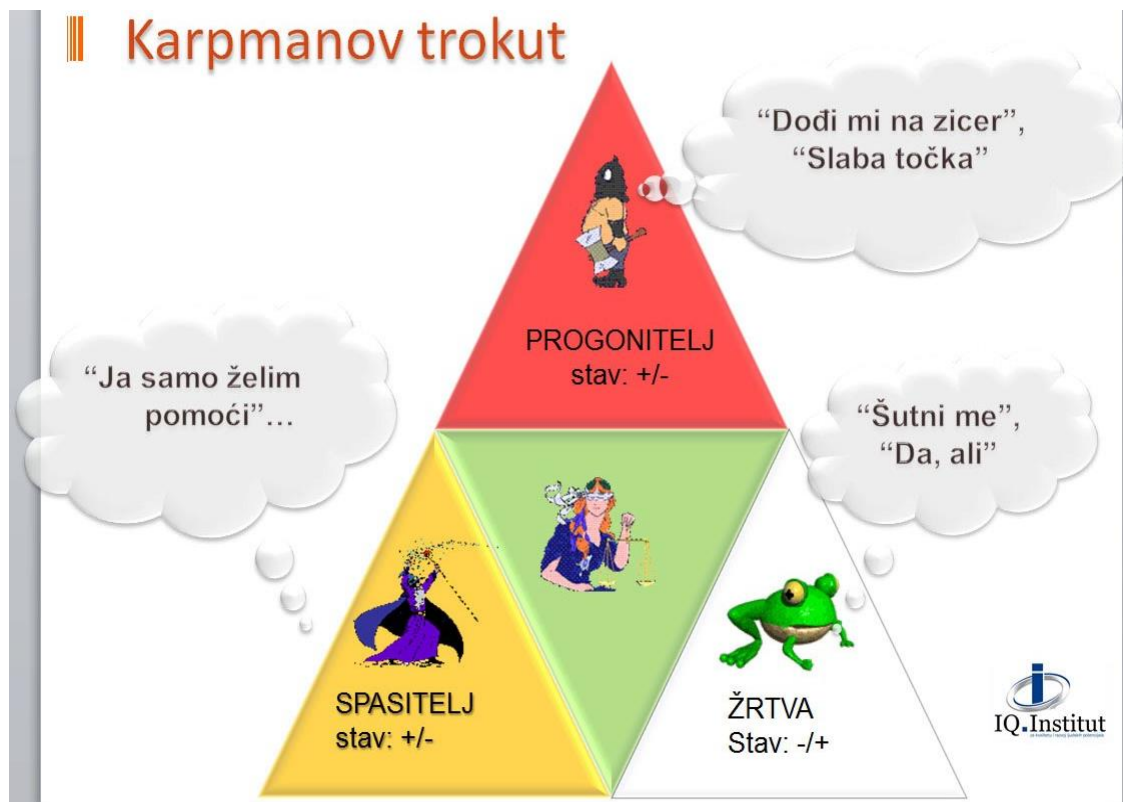 Karpmanov trokut
“Dođi mi na zicer”,
“Slaba točka”
PROGONITELJ
stav: +/-
“Ja samo želim
pomoći”...
“Šutni me”,
“Da, ali”
SPASITELJ
stav: +/-
ŽRTVA
Stav: -/+
IQ.Institut